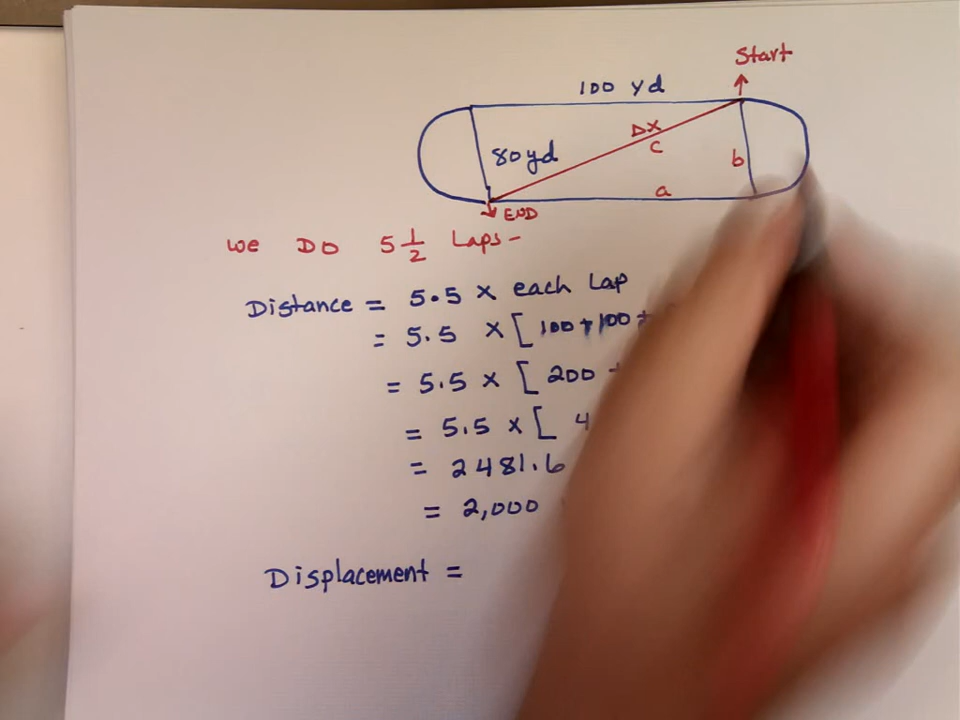 Start
100 yd
Δx
c
80yd
b
a
END
We DO 5 1/2 Laps-
Distance = 5.5 x each Lap
= 5.5 x [ 100 + 100 +
= 5.5 x [ 200
= 5.5 x [ 4
= 2481.6
= 2,000
Displacement =